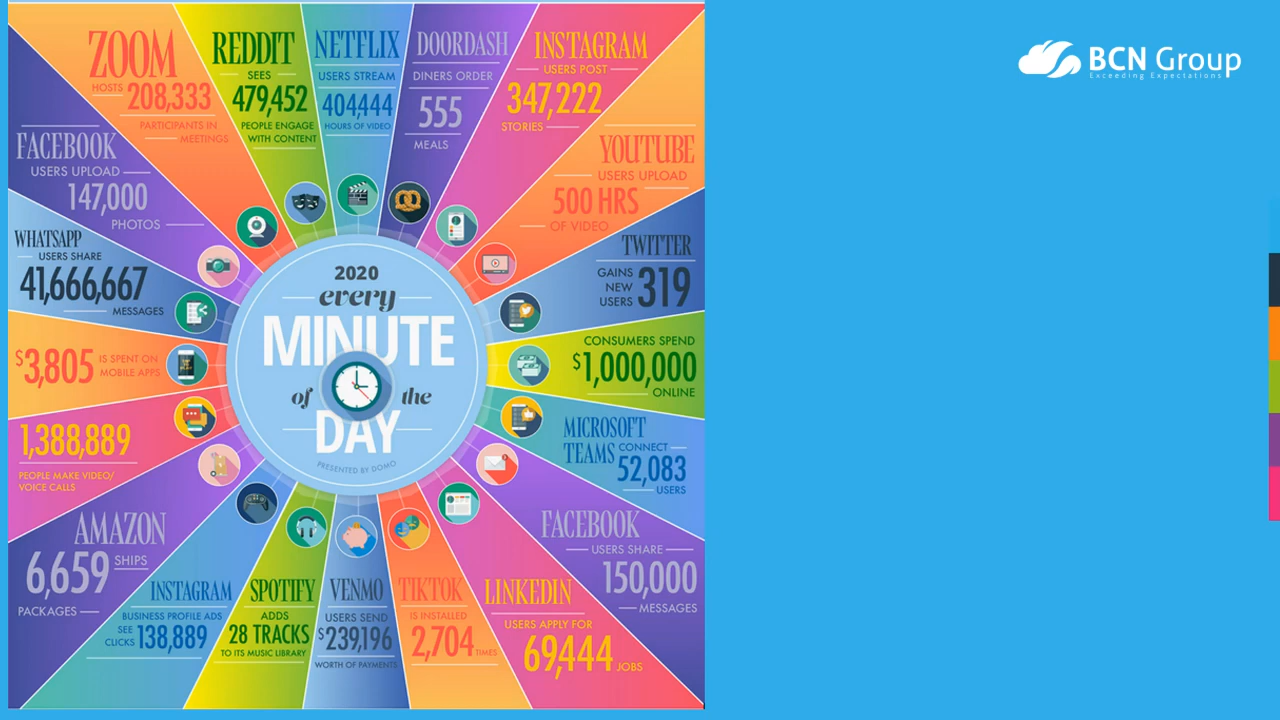 ZOOM
HOSTS 208,333
PARTICIPANTS IN
MEETINGS
REDDIT
SEES
479,452
PEOPLE ENGAGE
WITH CONTENT
NETFLIX
USERS STREAM
404,444
HOURS OF VIDEO
DOORDASH
DINERS ORDER
555
MEALS
INSTAGRAM
USERS POST
347,222
STORIES
YOUTUBE
USERS UPLOAD
500 HRS
OF VIDEO
TWITTER
GAINS
NEW
USERS
319
CONSUMERS SPEND
$1,000,000
ONLINE
MICROSOFT
TEAMS CONNECT
52,083
USERS
FACEBOOK
USERS SHARE
150,000
MESSAGES
LINKEDIN
USERS APPLY FOR
69,444 JOBS
TIKTOK
IS INSTALLED
2,704 TIMES
VENMO
USERS SEND
$239,196
WORTH OF PAYMENTS
SPOTIFY
ADDS
28 TRACKS
TO ITS MUSIC LIBRARY
INSTAGRAM
BUSINESS PROFILE ADS
SEE
CLICKS 138,889
AMAZON
6,659 SHIPS
PACKAGES
1,388,889
PEOPLE MAKE VIDEO/
VOICE CALLS
$3,805 IS SPENT ON
MOBILE APPS
WHATSAPP
USERS SHARE
41,666,667
MESSAGES
FACEBOOK
USERS UPLOAD
147,000
PHOTOS
2020
every
MINUTE
of the
DAY
PRESENTED BY DOMO
BCN Group
Exceeding Expectations